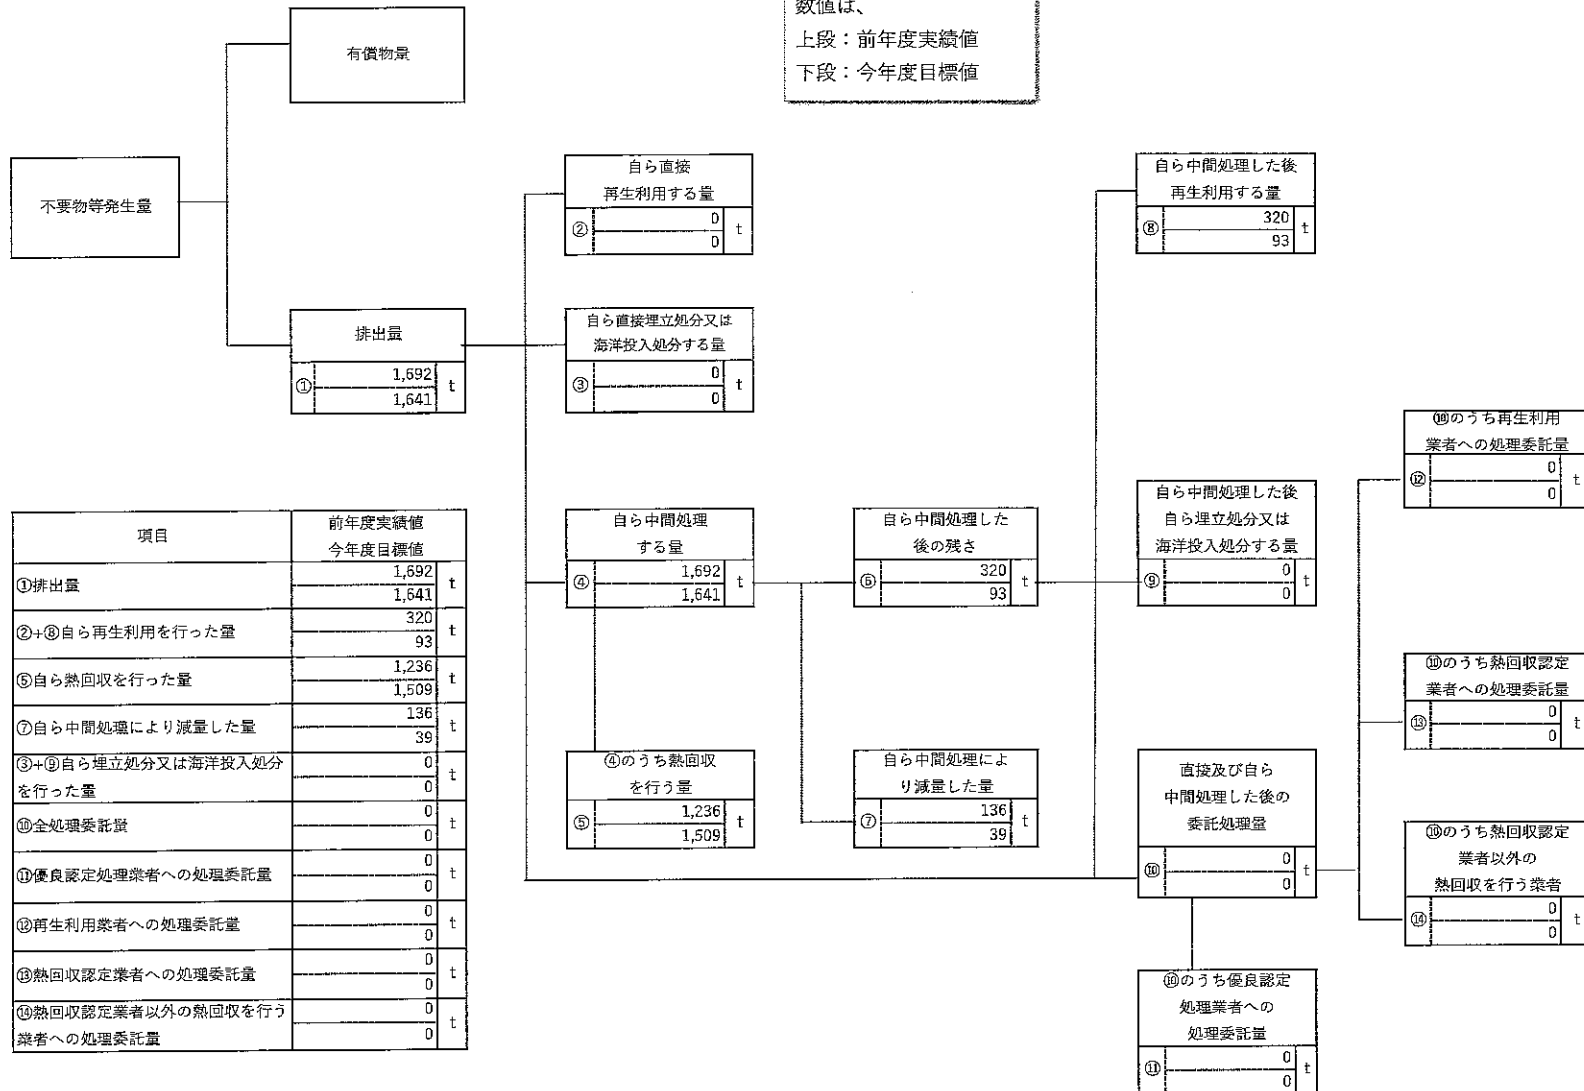 数値は、
上段：前年度実績値
下段：今年度目標値
有償物量
不要物等発生量
排出量
①
1,692
1,641
t
自ら直接
再生利用する量
②
0
0
t
自ら直接埋立処分又は
海洋投入処分する量
③
0
0
t
自ら中間処理
する量
④
1,692
1,641
t
④のうち熱回収
を行う量
⑤
1,236
1,509
t
自ら中間処理した
後の残さ
⑥
320
93
t
自ら中間処理によ
り減量した量
⑦
136
39
t
自ら中間処理した後
再生利用する量
⑧
320
93
t
自ら中間処理した後
自ら埋立処分又は
海洋投入処分する量
⑨
0
0
t
直接及び自ら
中間処理した後の
委託処理量
⑩
0
0
t
⑩のうち優良認定
処理業者への
処理委託量
⑪
0
0
t
⑩のうち再生利用
業者への処理委託量
⑫
0
0
t
⑩のうち熱回収認定
業者への処理委託量
⑬
0
0
t
⑩のうち熱回収認定
業者以外の
熱回収を行う業者
⑭
0
0
t
項目
前年度実績値
今年度目標値
①排出量
1,692
1,641
t
②+⑧自ら再生利用を行った量
320
93
t
⑤自ら熱回収を行った量
1,236
1,509
t
⑦自ら中間処理により減量した量
136
39
t
③+⑨自ら埋立処分又は海洋投入処分
を行った量
0
0
t
⑩全処理委託量
0
0
t
⑪優良認定処理業者への処理委託量
0
0
t
⑫再生利用業者への処理委託量
0
0
t
⑬熱回収認定業者への処理委託量
0
0
t
⑭熱回収認定業者以外の熱回収を行う
業者への処理委託量
0
0
t